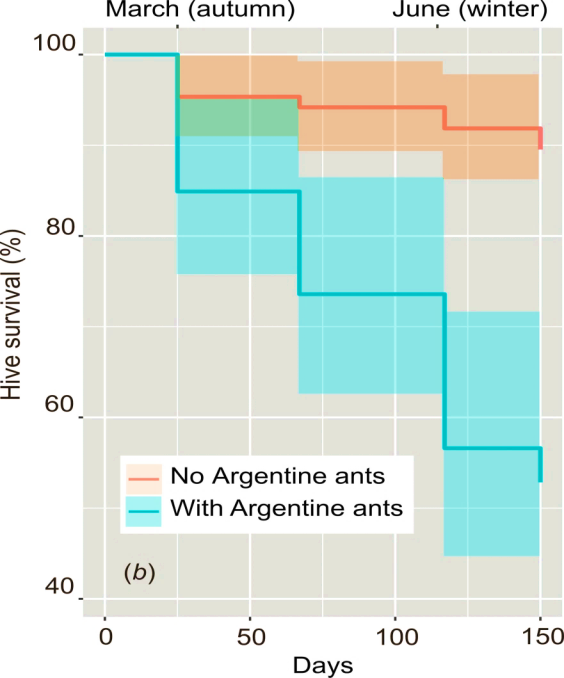 March (autumn) June (winter)
100
80
60
40
Hive survival (%)
No Argentine ants
With Argentine ants
(b)
0 50 100 150
Days